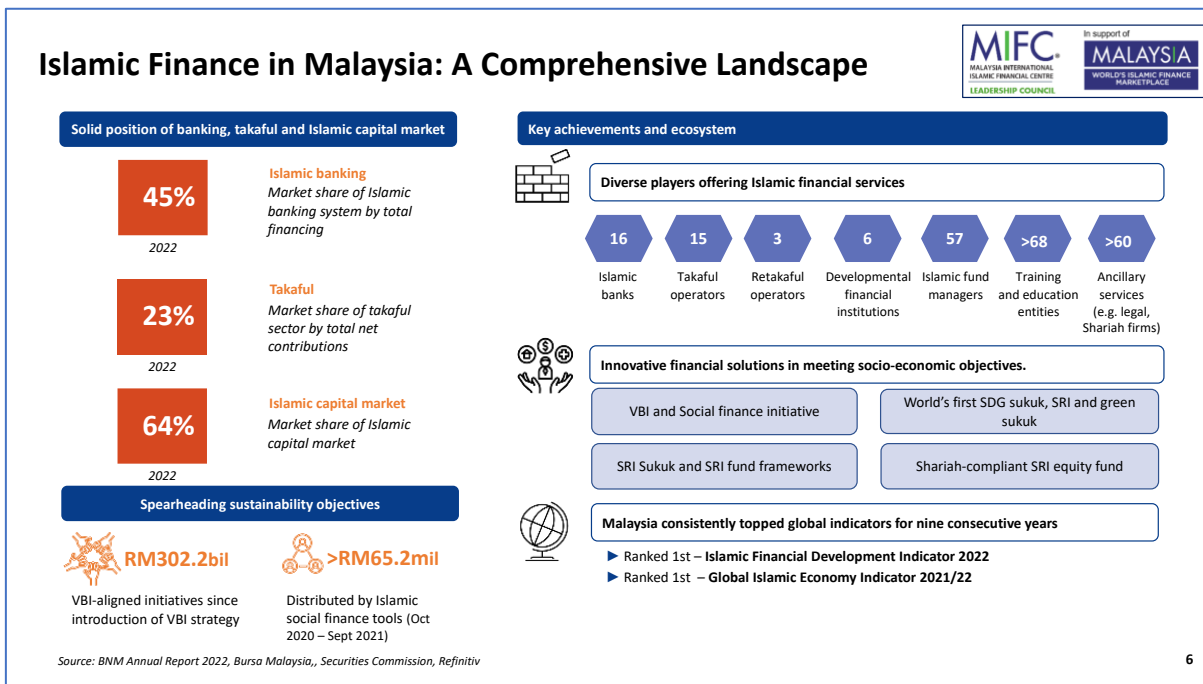 Islamic Finance in Malaysia: A Comprehensive Landscape
MIFC®
MALAYSIA INTERNATIONAL
ISLAMIC FINANCIAL CENTRE
LEADERSHIP COUNCIL
In support of
MALAYSIA
WORLD'S ISLAMIC FINANCE
MARKETPLACE
Solid position of banking, takaful and Islamic capital market
45%
2022
Islamic banking
Market share of Islamic
banking system by total
financing
23%
2022
Takaful
Market share of takaful
sector by total net
contributions
64%
2022
Islamic capital market
Market share of Islamic
capital market
Spearheading sustainability objectives
RM302.2bil
VBI-aligned initiatives since
introduction of VBI strategy
>RM65.2mil
Distributed by Islamic
social finance tools (Oct
2020 – Sept 2021)
Key achievements and ecosystem
Diverse players offering Islamic financial services
16
Islamic
banks
15
Takaful
operators
3
Retakaful
operators
6
Developmental
financial
institutions
57
Islamic fund
managers
>68
Training
and education
entities
>60
Ancillary
services
(e.g. legal,
Shariah firms)
Innovative financial solutions in meeting socio-economic objectives.
VBI and Social finance initiative
World's first SDG sukuk, SRI and green
sukuk
SRI Sukuk and SRI fund frameworks
Shariah-compliant SRI equity fund
Malaysia consistently topped global indicators for nine consecutive years
► Ranked 1st – Islamic Financial Development Indicator 2022
► Ranked 1st – Global Islamic Economy Indicator 2021/22
Source: BNM Annual Report 2022, Bursa Malaysia,, Securities Commission, Refinitiv
6